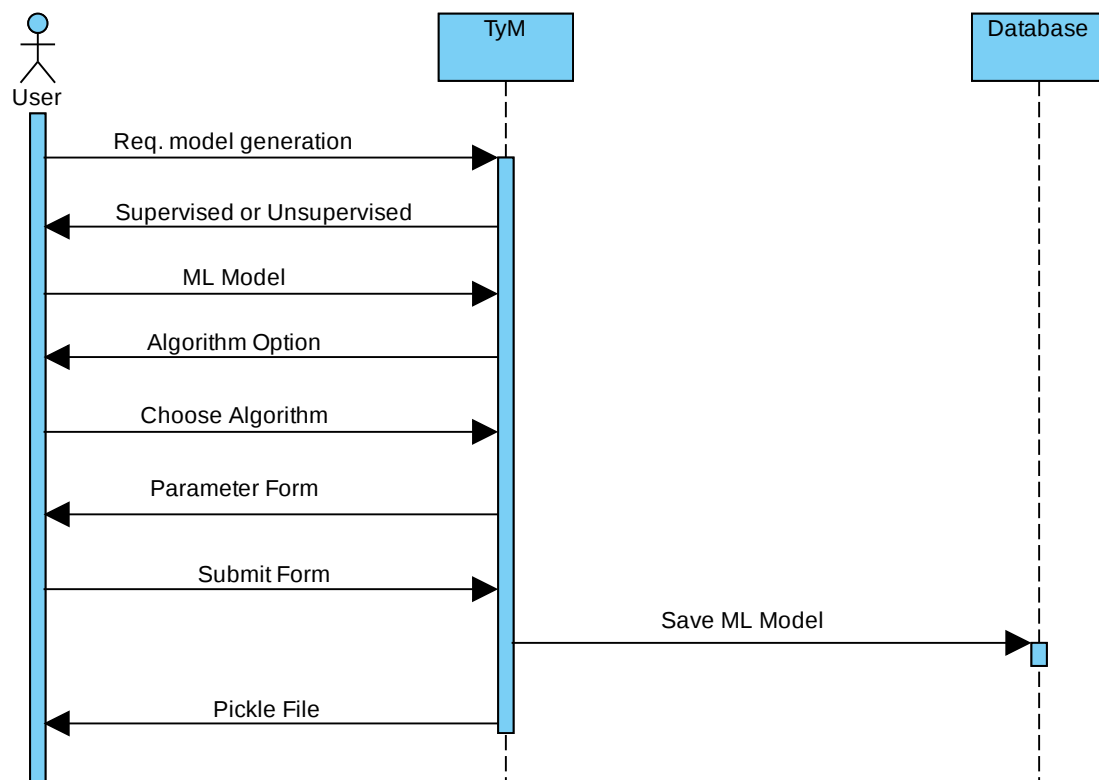 TyM
Database
User
Req. model generation
Supervised or Unsupervised
ML Model
Algorithm Option
Choose Algorithm
Parameter Form
Submit Form
Save ML Model
Pickle File